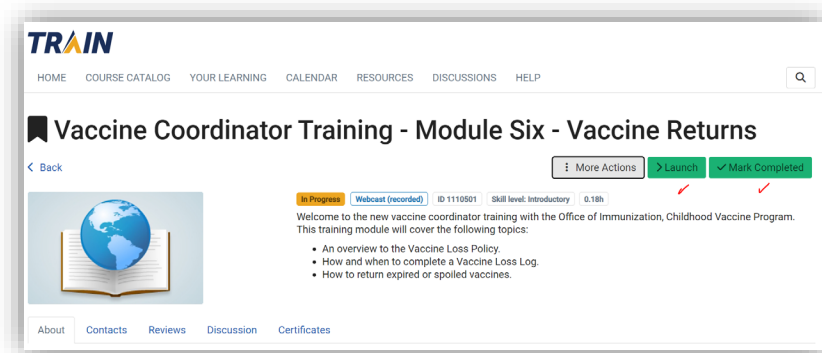 TRAIN
HOME COURSE CATALOG YOUR LEARNING CALENDAR RESOURCES DISCUSSIONS HELP
Vaccine Coordinator Training - Module Six - Vaccine Returns
Back
More Actions Launch Mark Completed
In Progress Webcast (recorded) ID 1110501 Skill level: Introductory 0.18h
Welcome to the new vaccine coordinator training with the Office of Immunization, Childhood Vaccine Program.
This training module will cover the following topics:
• An overview to the Vaccine Loss Policy.
• How and when to complete a Vaccine Loss Log.
• How to return expired or spoiled vaccines.
About Contacts Reviews Discussion Certificates